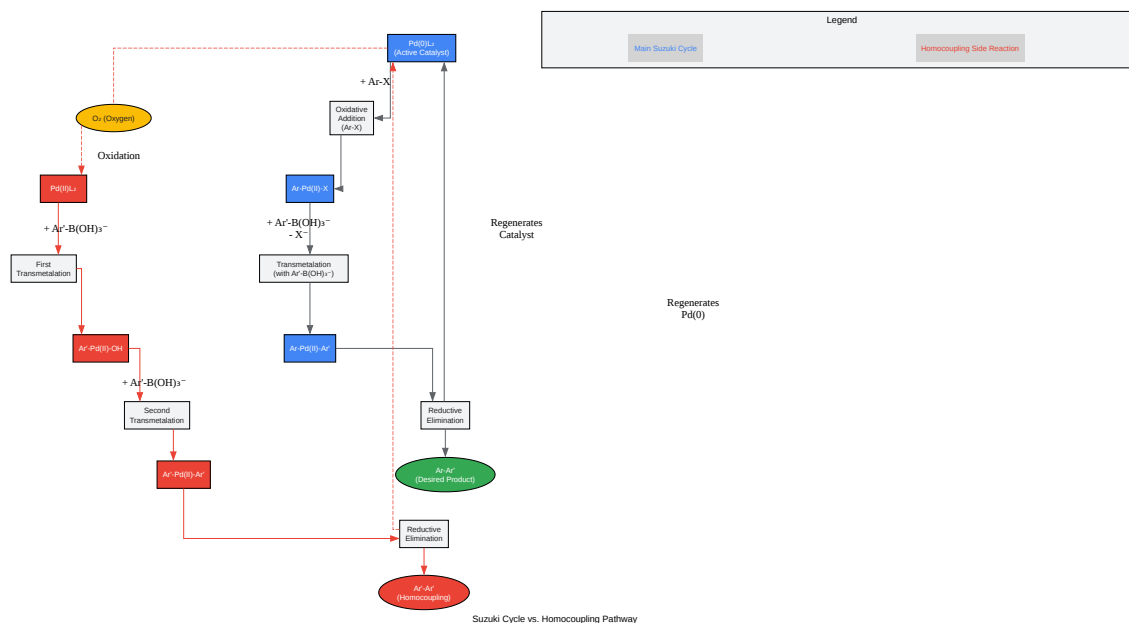 Legend
Main Suzuki Cycle
Homocoupling Side Reaction
Pd(0)L₂
(Active Catalyst)
+ Ar-X
Oxidative
Addition
(Ar-X)
O₂ (Oxygen)
Oxidation
Pd(II)L₂
Ar-Pd(II)-X
+ Ar'-B(OH)₃⁻
+ Ar'-B(OH)₃⁻
- X⁻
Regenerates
Catalyst
First
Transmetalation
Transmetalation
(with Ar'-B(OH)₃⁻)
Regenerates
Pd(0)
Ar'-Pd(II)-OH
Ar-Pd(II)-Ar'
+ Ar'-B(OH)₃⁻
Second
Transmetalation
Reductive
Elimination
Ar'-Pd(II)-Ar'
Ar-Ar'
(Desired Product)
Reductive
Elimination
Ar'-Ar'
(Homocoupling)
Suzuki Cycle vs. Homocoupling Pathway